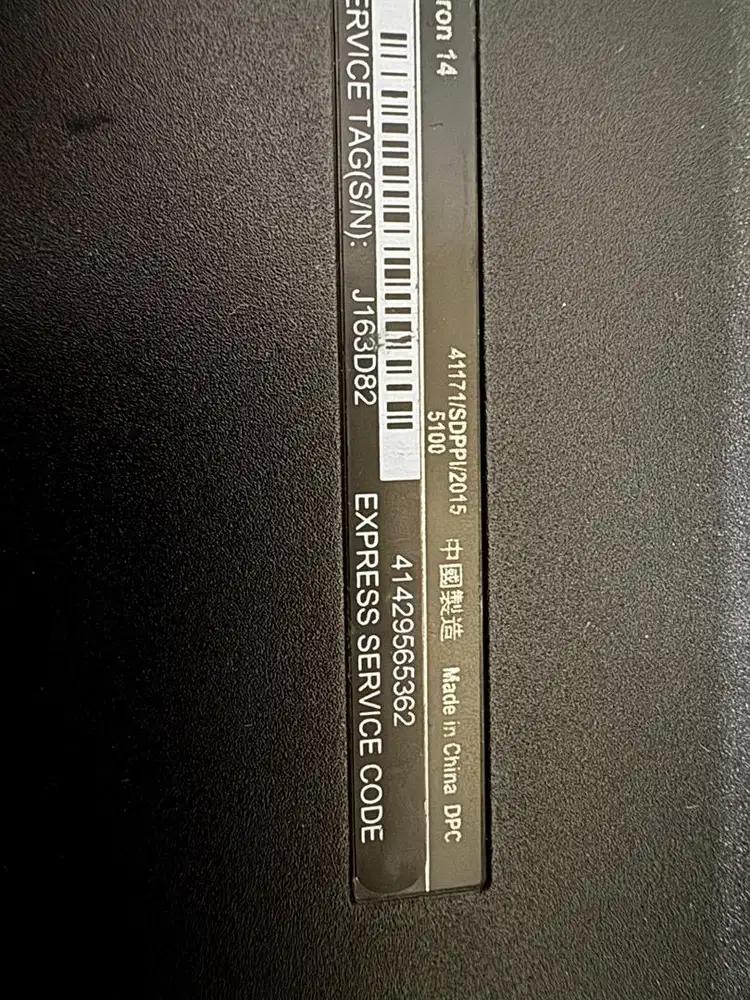 ron 14
41171/SDPPI/2015 中國製造 Made in China DPC
5100
41429565362
ERVICE TAG(S/N): J163D82 EXPRESS SERVICE CODE